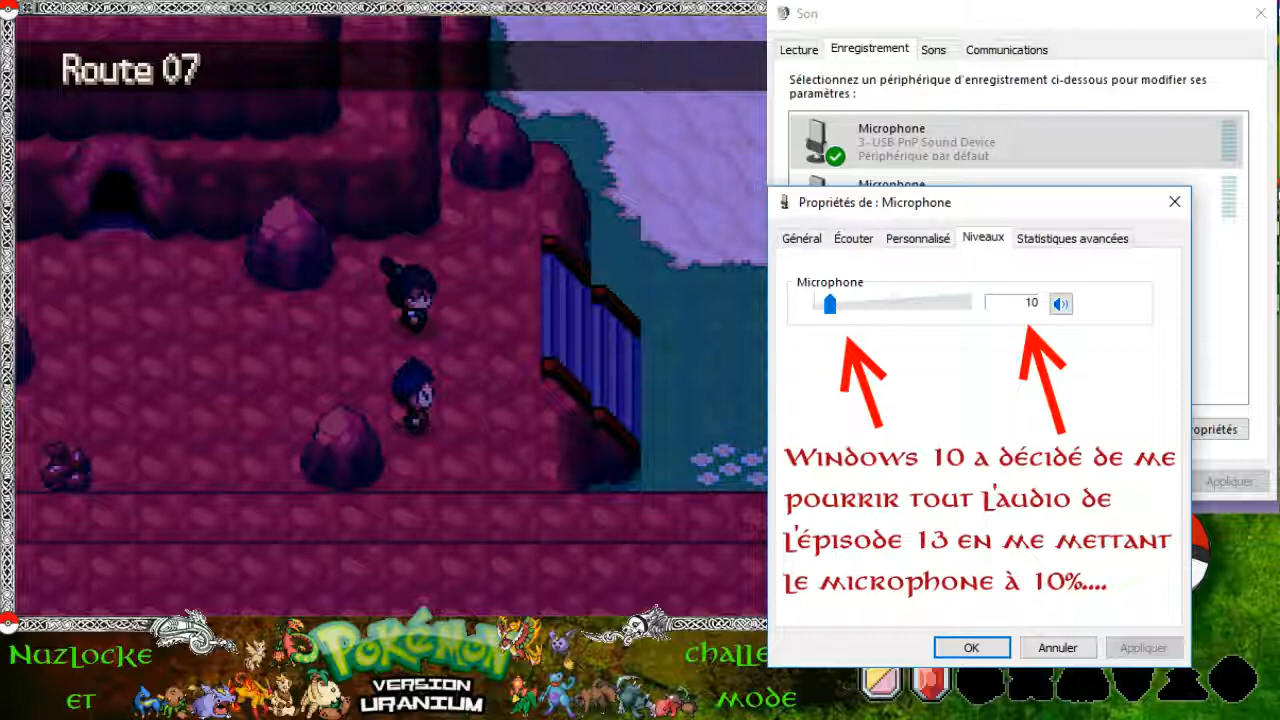 Route 07
Son
Lecture Enregistrement Sons Communications
Sélectionnez un périphérique d'enregistrement ci-dessous pour modifier ses
paramètres :
Microphone
3- USB PnP Sound Device
Périphérique par défaut
Microphone
Propriétés de : Microphone
Général Écouter Personnalisé Niveaux Statistiques avancées
Microphone
10
opriétés
Appliquer
Windows 10 a décidé de me
pourrir tout l'audio de
l'épisode 13 en me mettant
le microphone à 10%....
OK Annuler Appliquer
Nuzlocke
et
Pokémon
VERSION
URANIUM
challe
mode